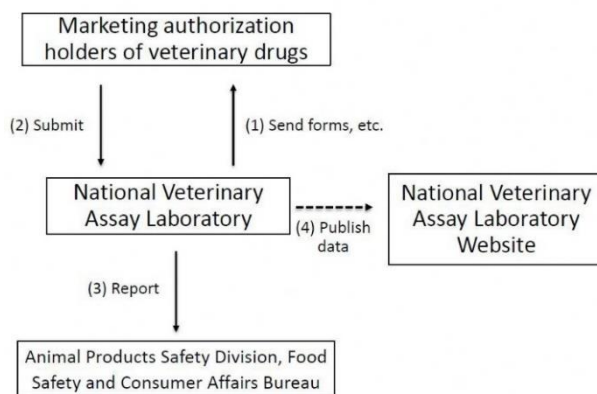 Marketing authorization
holders of veterinary drugs
(2) Submit
(1) Send forms, etc.
National Veterinary
Assay Laboratory
(4) Publish
data
National Veterinary
Assay Laboratory
Website
(3) Report
Animal Products Safety Division, Food
Safety and Consumer Affairs Bureau